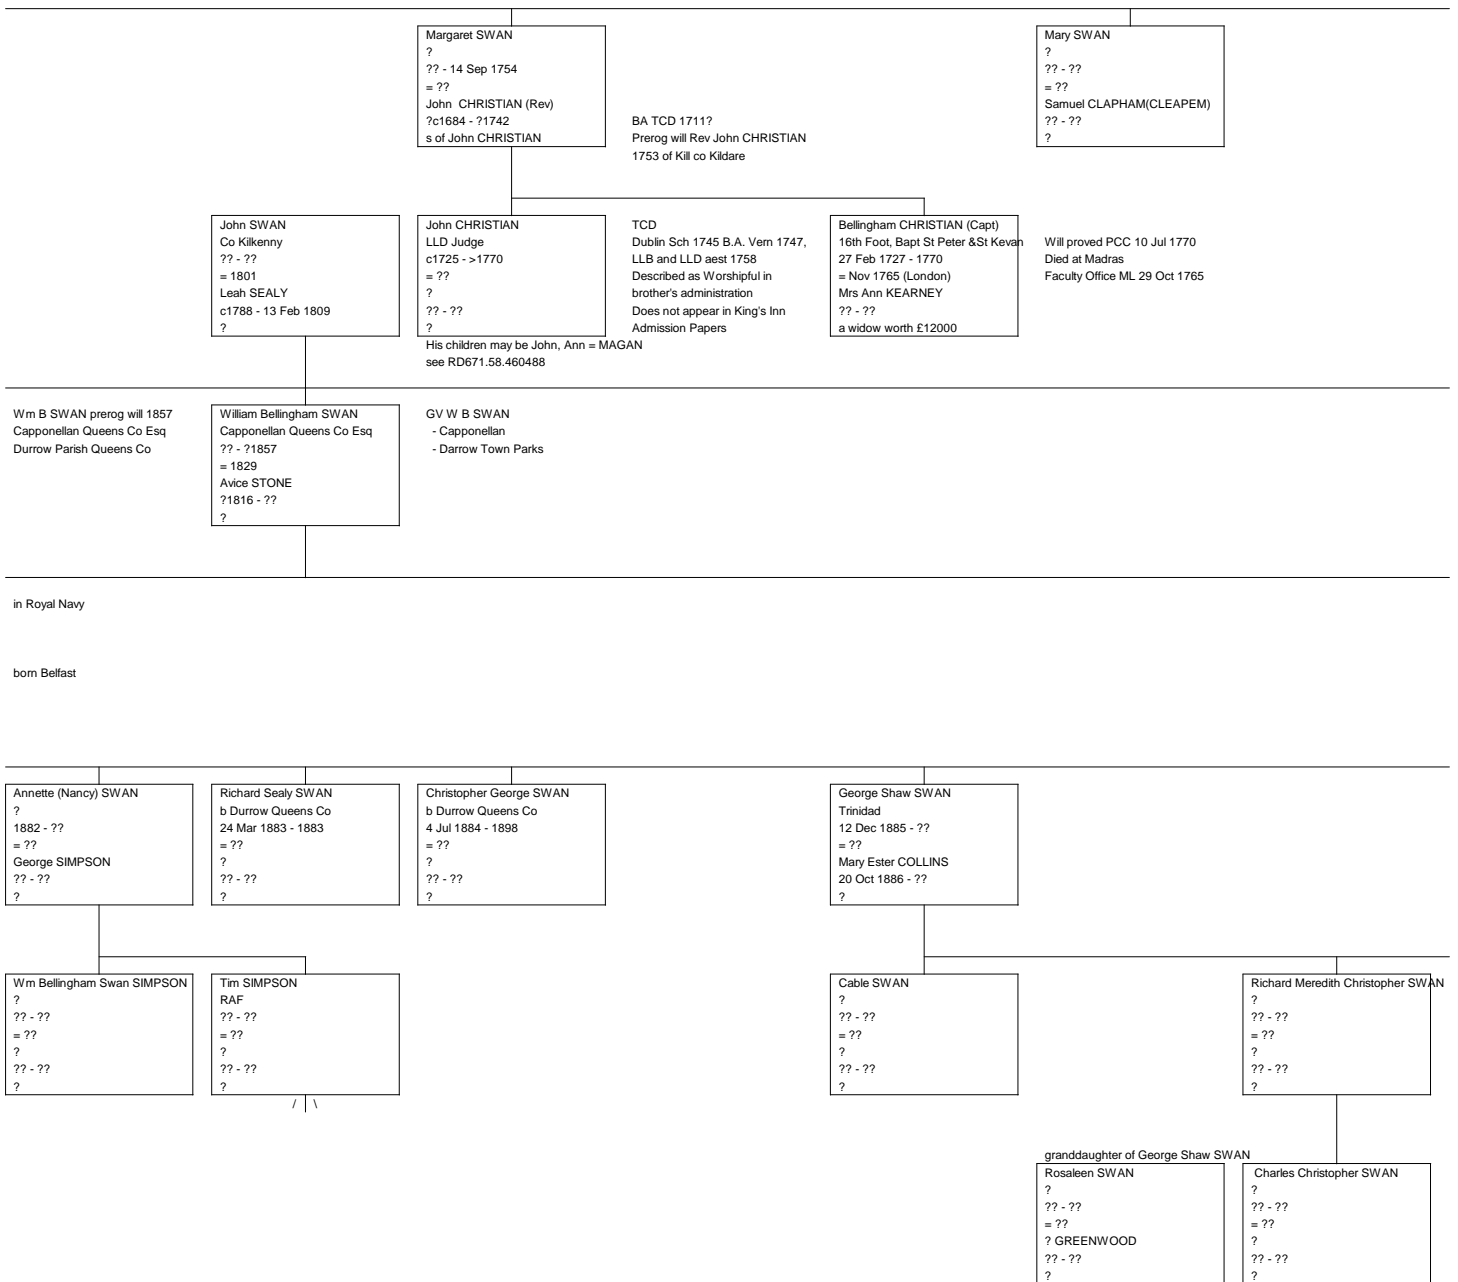 Margaret SWAN
?
?? - 14 Sep 1754
= ??
John CHRISTIAN (Rev)
?c1684 - ?1742
s of John CHRISTIAN
BA TCD 1711?
Prerog will Rev John CHRISTIAN
1753 of Kill co Kildare
Mary SWAN
?
?? - ??
= ??
Samuel CLAPHAM(CLEAPEM)
?? - ??
?
John SWAN
Co Kilkenny
?? - ??
= 1801
Leah SEALY
c1788 - 13 Feb 1809
?
John CHRISTIAN
LLD Judge
c1725 - >1770
= ??
?
?? - ??
?
His children may be John, Ann = MAGAN
see RD671.58.460488
TCD
Dublin Sch 1745 B.A. Vern 1747,
LLB and LLD aest 1758
Described as Worshipful in
brother's administration
Does not appear in King's Inn
Admission Papers
Bellingham CHRISTIAN (Capt)
16th Foot, Bapt St Peter &St Kevan
27 Feb 1727 - 1770
= Nov 1765 (London)
Mrs Ann KEARNEY
?? - ??
a widow worth £12000
Will proved PCC 10 Jul 1770
Died at Madras
Faculty Office ML 29 Oct 1765
Wm B SWAN prerog will 1857
Capponellan Queens Co Esq
Durrow Parish Queens Co
William Bellingham SWAN
Capponellan Queens Co Esq
?? - ?1857
= 1829
Avice STONE
?1816 - ??
?
GV W B SWAN
- Capponellan
- Darrow Town Parks
in Royal Navy
born Belfast
Annette (Nancy) SWAN
?
1882 - ??
= ??
George SIMPSON
?? - ??
?
Richard Sealy SWAN
b Durrow Queens Co
24 Mar 1883 - 1883
= ??
?
?? - ??
?
Christopher George SWAN
b Durrow Queens Co
4 Jul 1884 - 1898
= ??
?
?? - ??
?
George Shaw SWAN
Trinidad
12 Dec 1885 - ??
= ??
Mary Ester COLLINS
20 Oct 1886 - ??
?
Wm Bellingham Swan SIMPSON
?
?? - ??
= ??
?
?? - ??
?
Tim SIMPSON
RAF
?? - ??
= ??
?
?? - ??
?
/ \
Cable SWAN
?
?? - ??
= ??
?
?? - ??
?
Richard Meredith Christopher SWAN
?
?? - ??
= ??
?
?? - ??
?
granddaughter of George Shaw SWAN
Rosaleen SWAN
?
?? - ??
= ??
? GREENWOOD
?? - ??
?
Charles Christopher SWAN
?
?? - ??
= ??
?
?? - ??
?